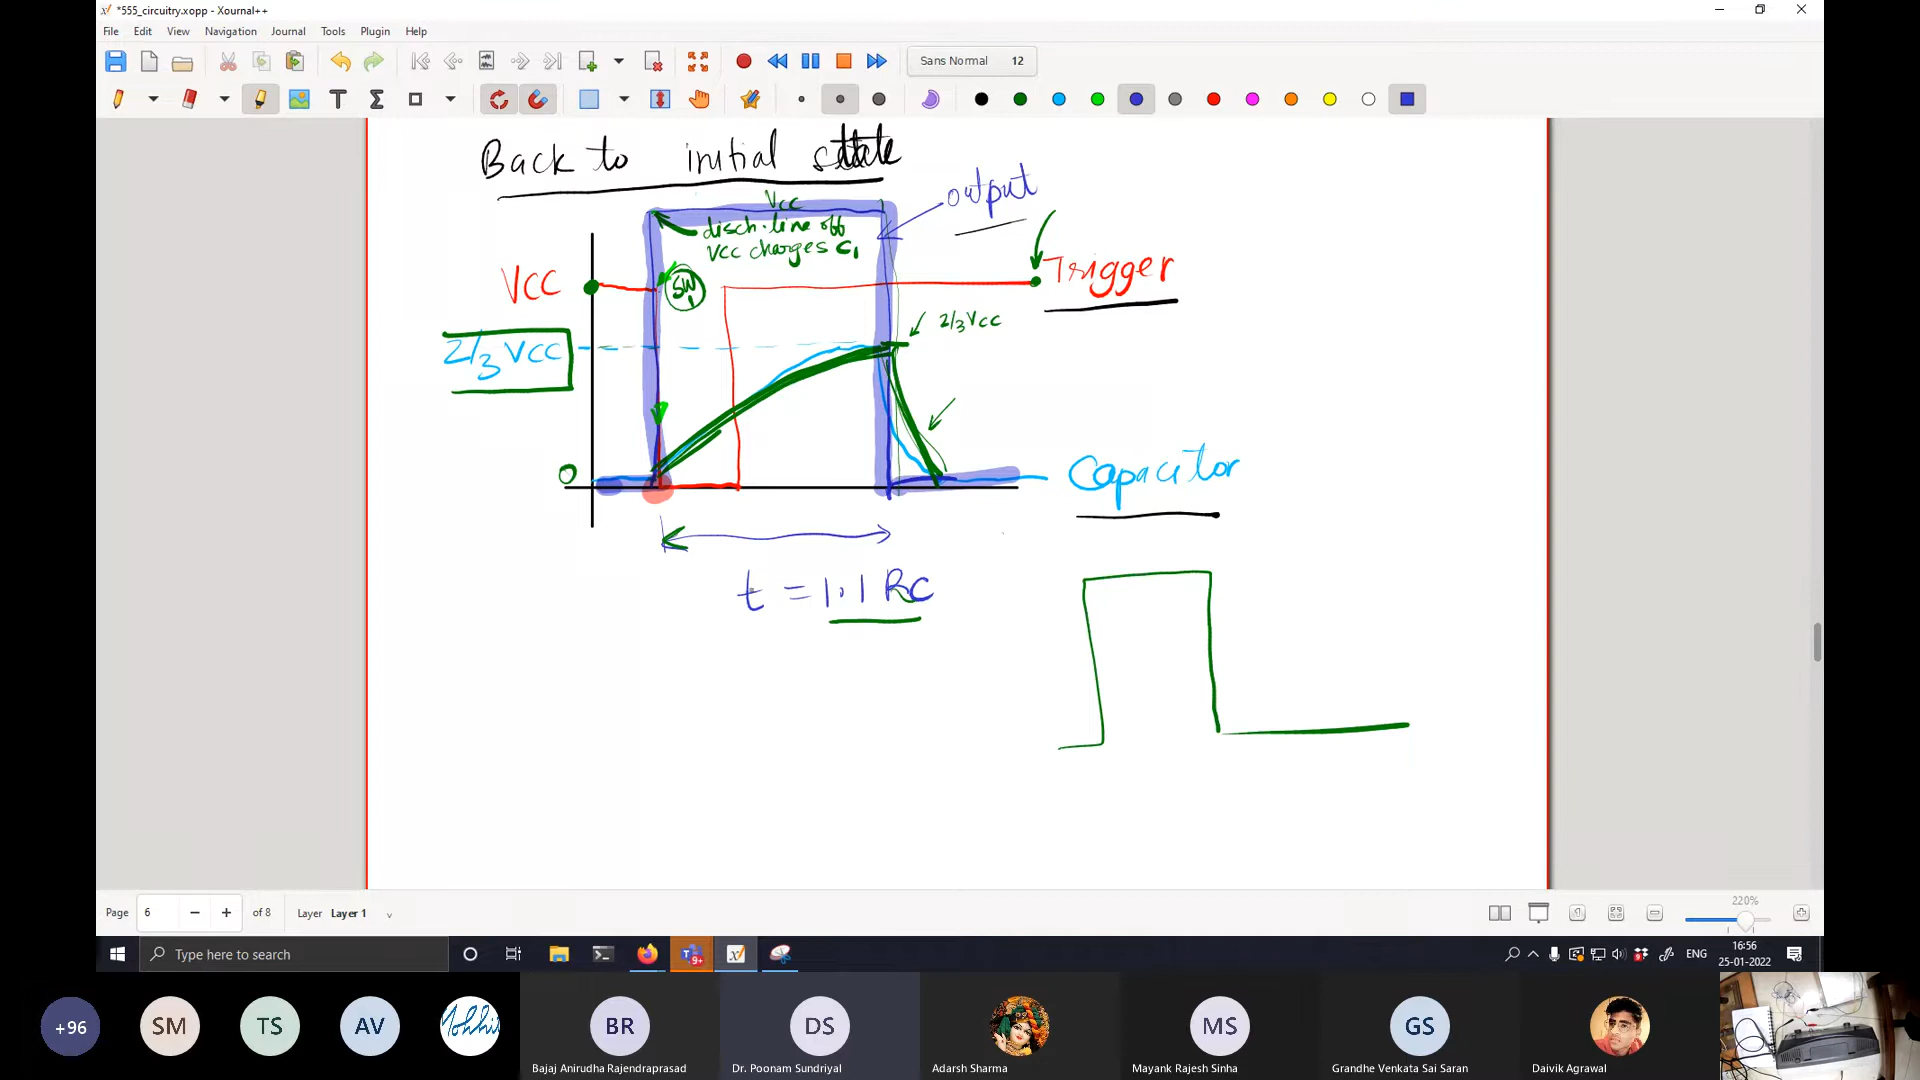 *555_circuitry.xopp - Xournal++
File Edit View Navigation Journal Tools Plugin Help
Sans Normal 12
Back to initial state
VCC
disch. line off
VCC charges C1
output
VCC
SW1
Trigger
2/3 VCC
2/3 VCC
0
Capacitor
t = 1.1 RC
Page 6 of 8 Layer Layer 1
220%
Type here to search
9+
ENG
16:56
25-01-2022
+96
SM
TS
AV
BR
DS
MS
GS
Bajaj Anirudha Rajendraprasad
Dr. Poonam Sundriyal
Adarsh Sharma
Mayank Rajesh Sinha
Grandhe Venkata Sai Saran
Daivik Agrawal